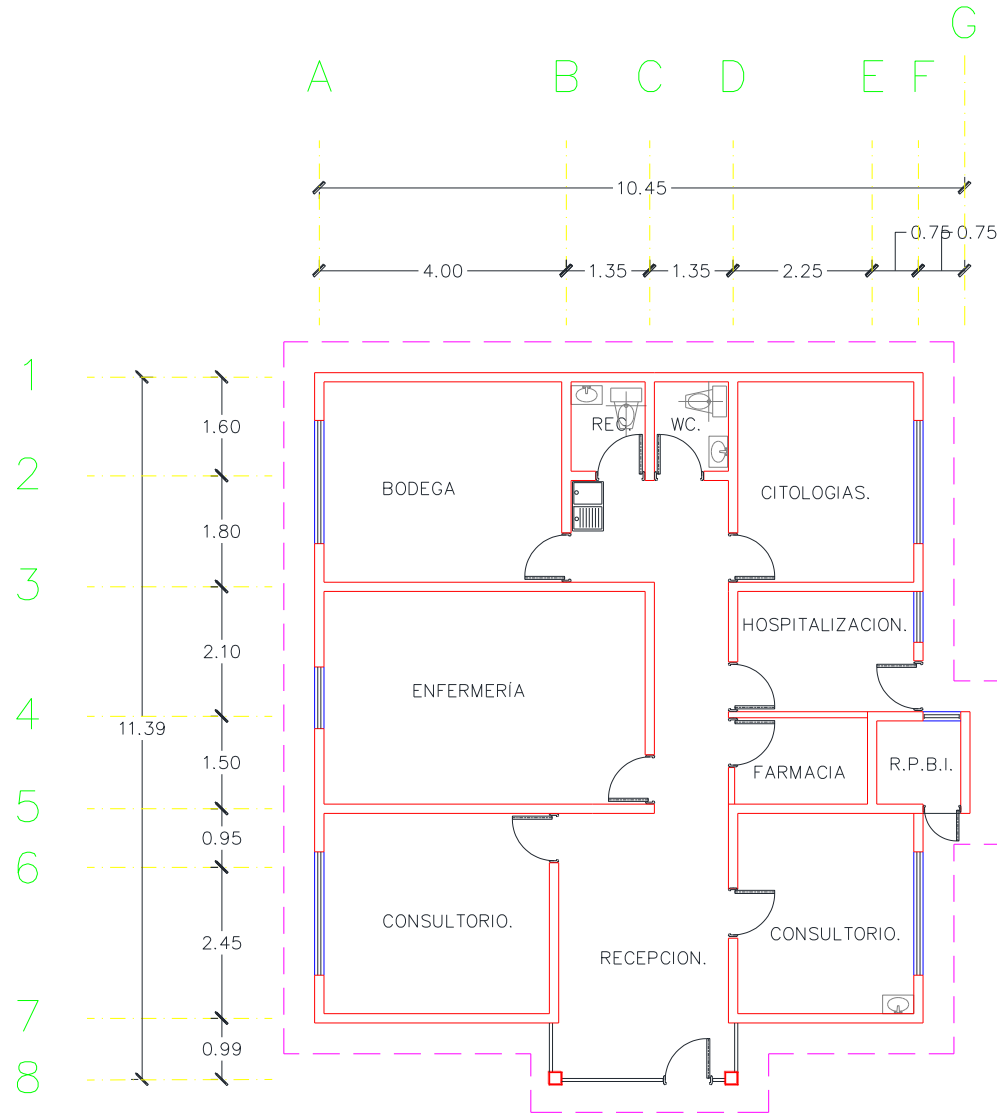 G
A B C D E F
10.45
0.75 0.75
4.00 1.35 1.35 2.25
1
1.60
REC. WC.
2
BODEGA CITOLOGIAS.
1.80
3
HOSPITALIZACION.
2.10
ENFERMERÍA
4
11.39
1.50 FARMACIA R.P.B.I.
5
0.95
6
CONSULTORIO. CONSULTORIO.
2.45 RECEPCION.
7
0.99
8